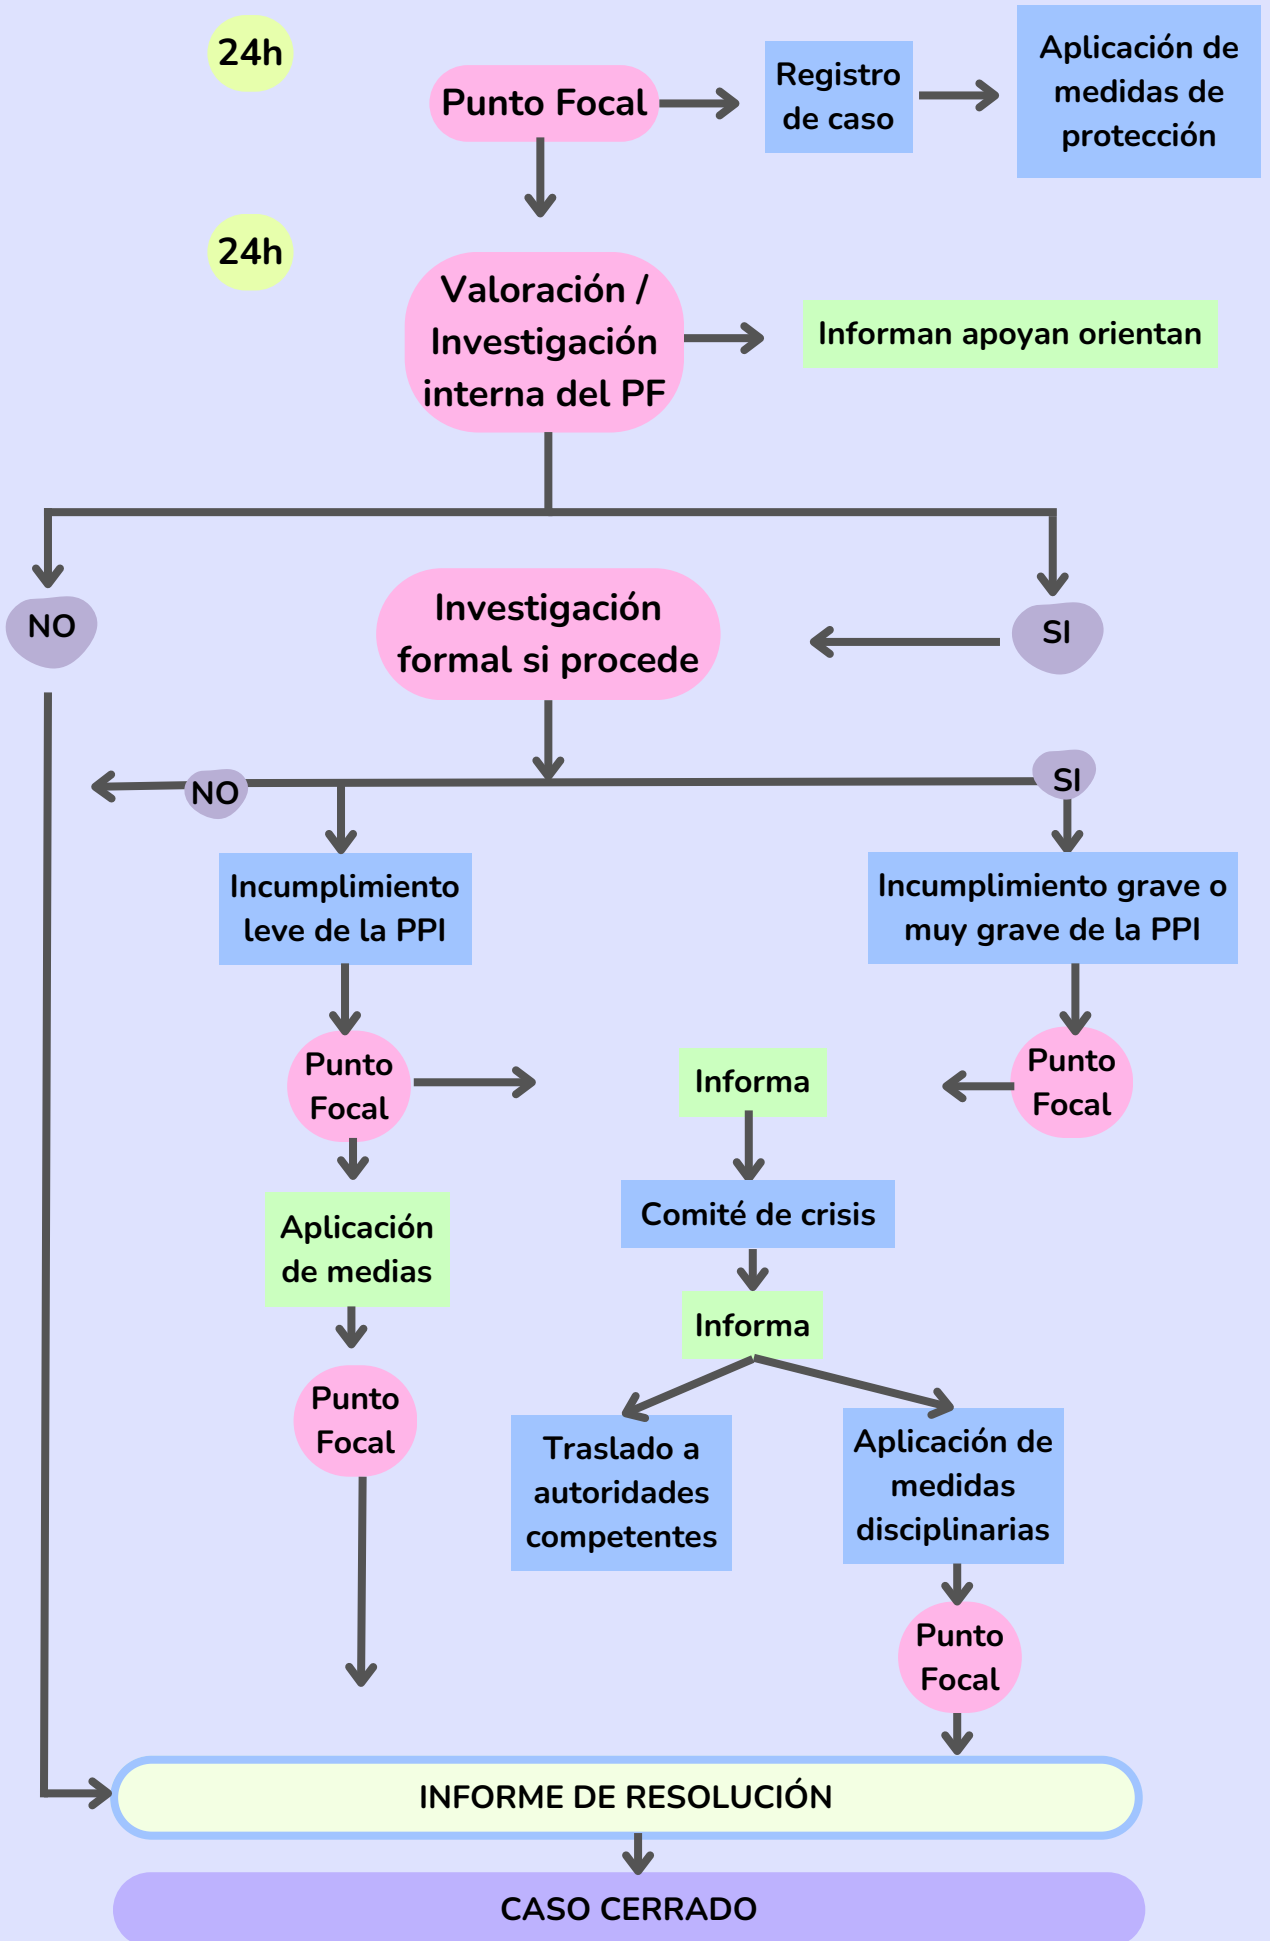 24h
Punto Focal
Registro
de caso
Aplicación de
medidas de
protección
24h
Valoración /
Investigación
interna del PF
Informan apoyan orientan
NO
Investigación
formal si procede
SI
NO
SI
Incumplimiento
leve de la PPI
Incumplimiento grave o
muy grave de la PPI
Punto
Focal
Informa
Punto
Focal
Comité de crisis
Aplicación
de medias
Informa
Punto
Focal
Traslado a
autoridades
competentes
Aplicación de
medidas
disciplinarias
Punto
Focal
INFORME DE RESOLUCIÓN
CASO CERRADO